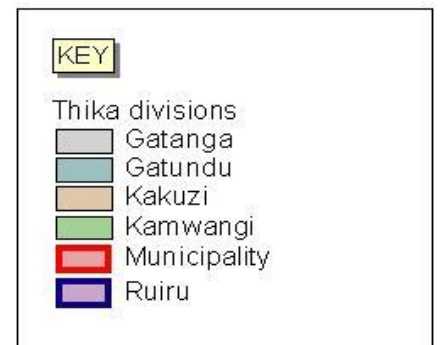 KEY
Thika divisions
Gatanga
Gatundu
Kakuzi
Kamwangi
Municipality
Ruiru